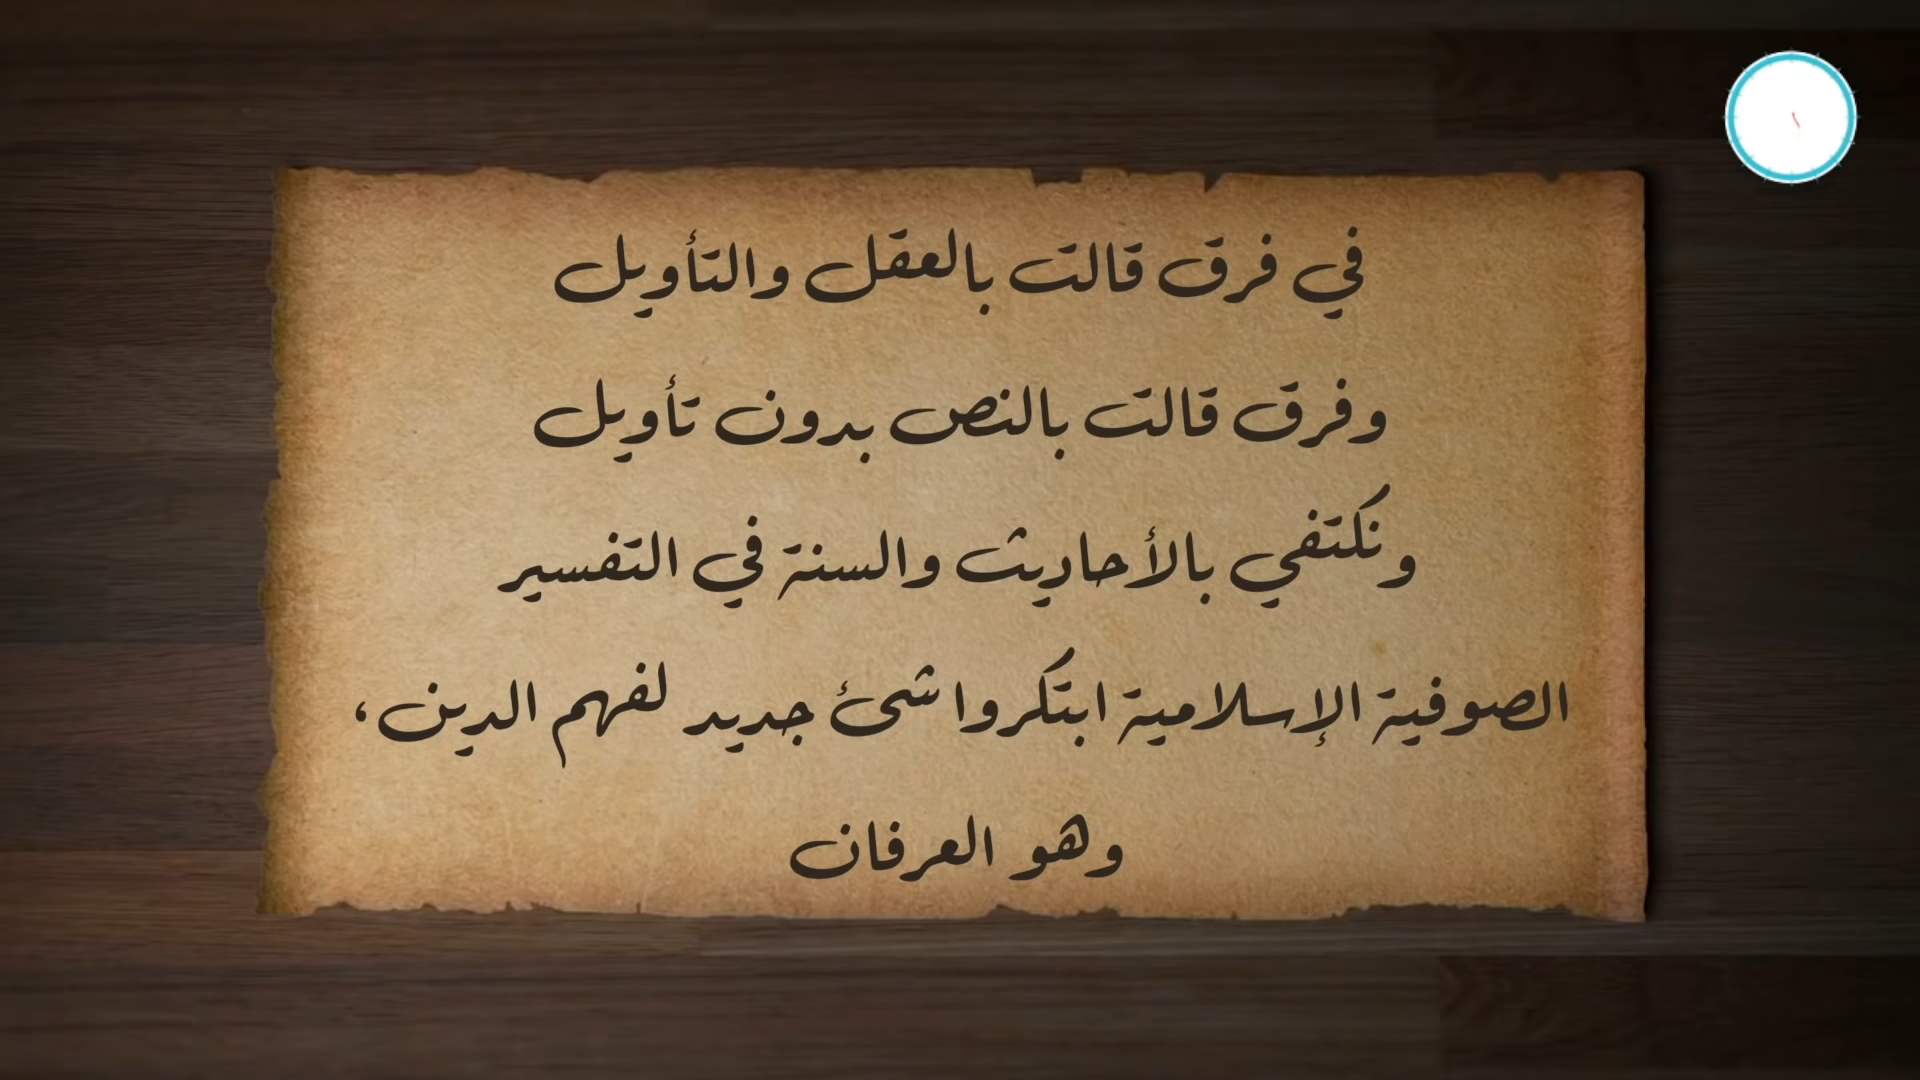 في فرق قالت بالعقل والتأويل
وفرق قالت بالنص بدون تأويل
ونكتفي بالأحاديث والسنة في التفسير
الصوفية الإسلامية ابتكروا شئ جديد لفهم الدين،
وهو العرفان